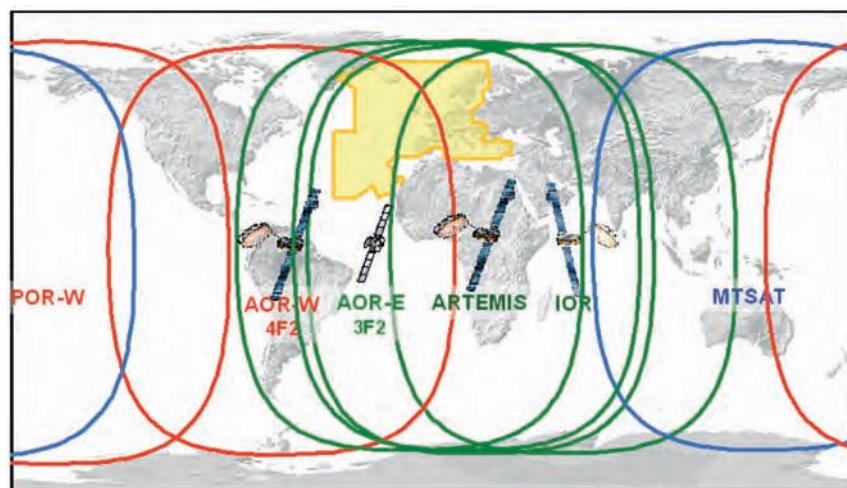 POR-W
AOR-W
4F2
AOR-E
3F2
ARTEMIS
IOR
MTSAT